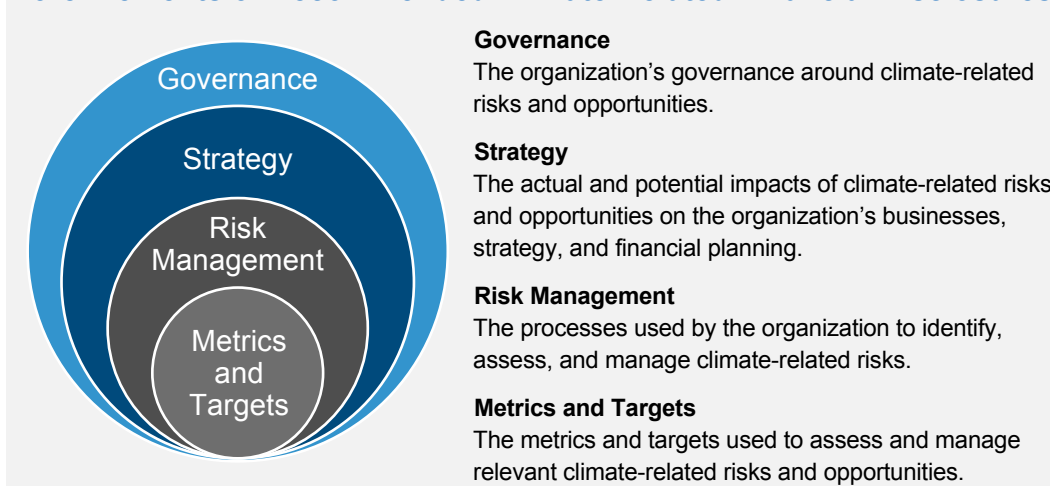 Governance
Strategy
Risk
Management
Metrics
and
Targets
Governance
The organization's governance around climate-related
risks and opportunities.
Strategy
The actual and potential impacts of climate-related risks
and opportunities on the organization's businesses,
strategy, and financial planning.
Risk Management
The processes used by the organization to identify,
assess, and manage climate-related risks.
Metrics and Targets
The metrics and targets used to assess and manage
relevant climate-related risks and opportunities.